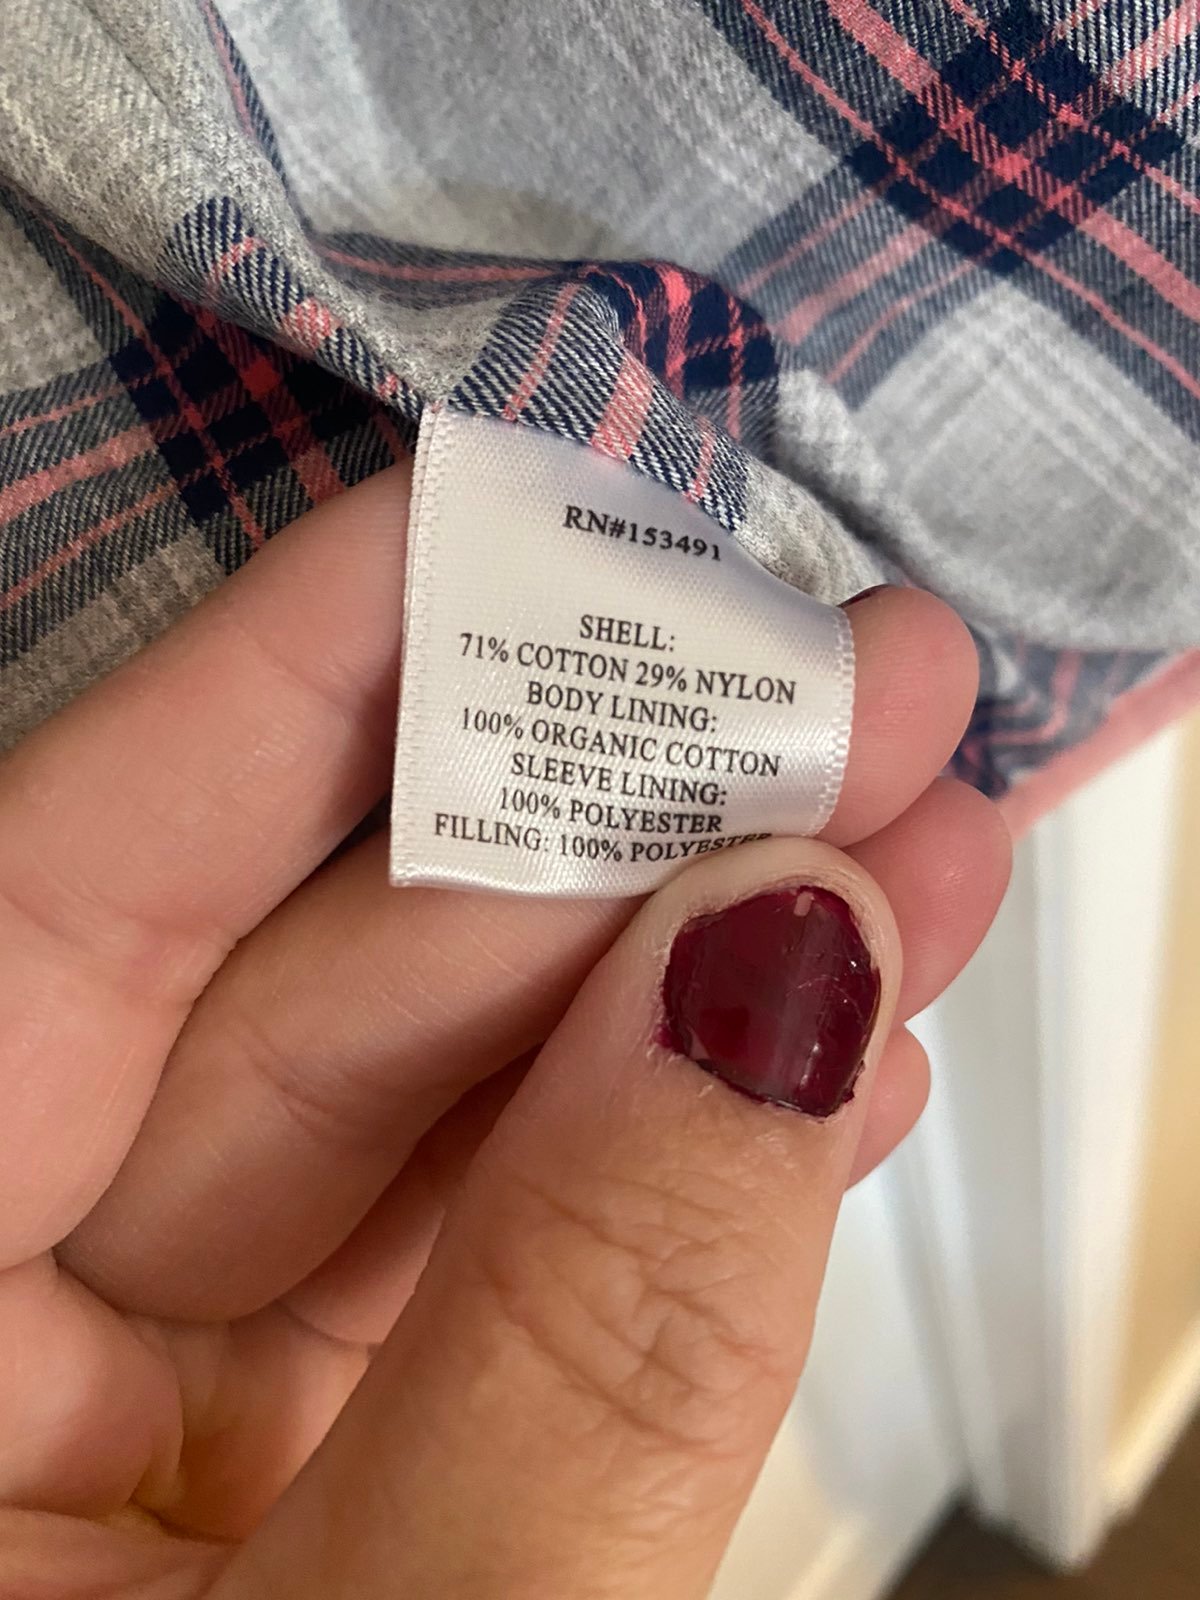 RN#153491
SHELL:
71% COTTON 29% NYLON
BODY LINING:
100% ORGANIC COTTON
SLEEVE LINING:
100% POLYESTER
FILLING: 100% POLYESTER